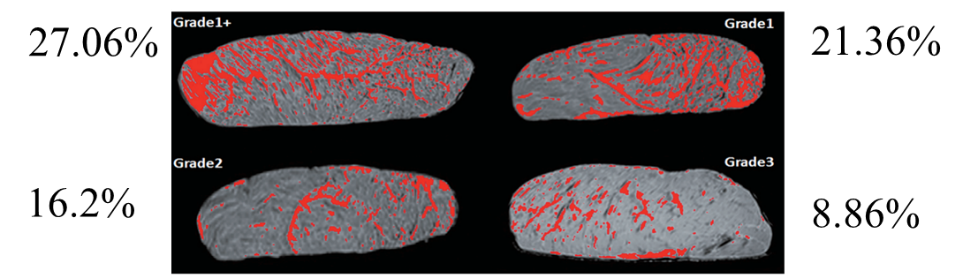 27.06%
Grade1+
Grade1
21.36%
16.2%
Grade2
Grade3
8.86%